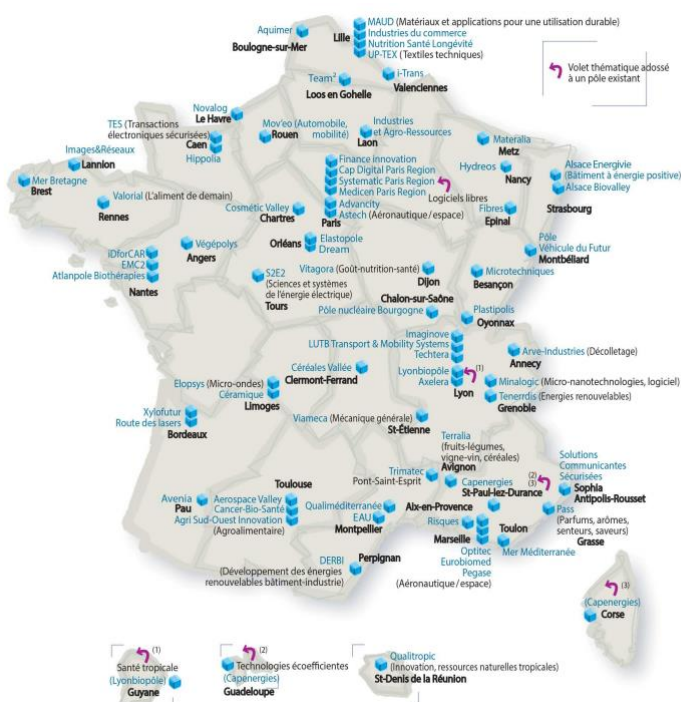 Aquimer
Boulogne-sur-Mer
Lille
MAUD (Matériaux et applications pour une utilisation durable)
Industries du commerce
Nutrition Santé Longévité
UP-TEX (Textiles techniques)
Volet thématique adossé
à un pôle existant
Team²
Loos en Gohelle
i-Trans
Valenciennes
Novalog
Le Havre
TES (Transactions
électroniques sécurisées)
Caen
Hippolia
Mov'eo (Automobile,
mobilité)
Rouen
Industries
et Agro-Ressources
Laon
Materalia
Metz
Images&Réseaux
Lannion
Mer Bretagne
Brest
Valorial (L'aliment de demain)
Rennes
Finance innovation
Cap Digital Paris Region
Systematic Paris Region
Medicen Paris Region
Logiciels libres
Advancity
Astech (Aéronautique/espace)
Paris
Hydreos
Nancy
Alsace Energivie
(Bâtiment à énergie positive)
Alsace Biovalley
Strasbourg
Cosmétic Valley
Chartres
Fibres
Epinal
iDforCAR
EMC2
Atlanpole Biothérapies
Nantes
Végépolys
Angers
Orléans
Elastopole
Dream
S2E2
(Sciences et systèmes
de l'énergie électrique)
Tours
Vitagora (Goût-nutrition-santé)
Dijon
Pôle
Véhicule du Futur
Montbéliard
Microtechniques
Besançon
Chalon-sur-Saône
Pôle nucléaire Bourgogne
Plastipolis
Oyonnax
Imaginove
LUTB Transport & Mobility Systems
Techtera
Lyonbiopôle
(1)
Axelera
Lyon
Arve-Industries (Décolletage)
Annecy
Céréales Vallée
Clermont-Ferrand
Elopsys (Micro-ondes)
Céramique
Limoges
Minalogic (Micro-nanotechnologies, logiciel)
Tenerrdis (Energies renouvelables)
Grenoble
Xylofutur
Route des lasers
Bordeaux
Viameca (Mécanique générale)
St-Étienne
Terralia
(fruits-légumes,
vigne-vin, céréales)
Avignon
Trimatec
Pont-Saint-Esprit
Capenergies
(2)
(3)
St-Paul-lez-Durance
Solutions
Communicantes
Sécurisées
Sophia
Antipolis-Rousset
Toulouse
Avenia
Pau
Aerospace Valley
Cancer-Bio-Santé
Agri Sud-Ouest Innovation
(Agroalimentaire)
Qualiméditerranée
EAU
Montpellier
Aix-en-Provence
Risques
Marseille
Optitec
Eurobiomed
Pegase
(Aéronautique/espace)
Toulon
Mer Méditerranée
Pass
(Parfums, arômes,
senteurs, saveurs)
Grasse
DERBI
(Développement des énergies
renouvelables bâtiment-industrie)
Perpignan
(3)
(Capenergies)
Corse
(1)
Santé tropicale
(Lyonbiopôle)
Guyane
(2)
Technologies écoefficientes
(Capenergies)
Guadeloupe
Qualitropic
(Innovation, ressources naturelles tropicales)
St-Denis de la Réunion